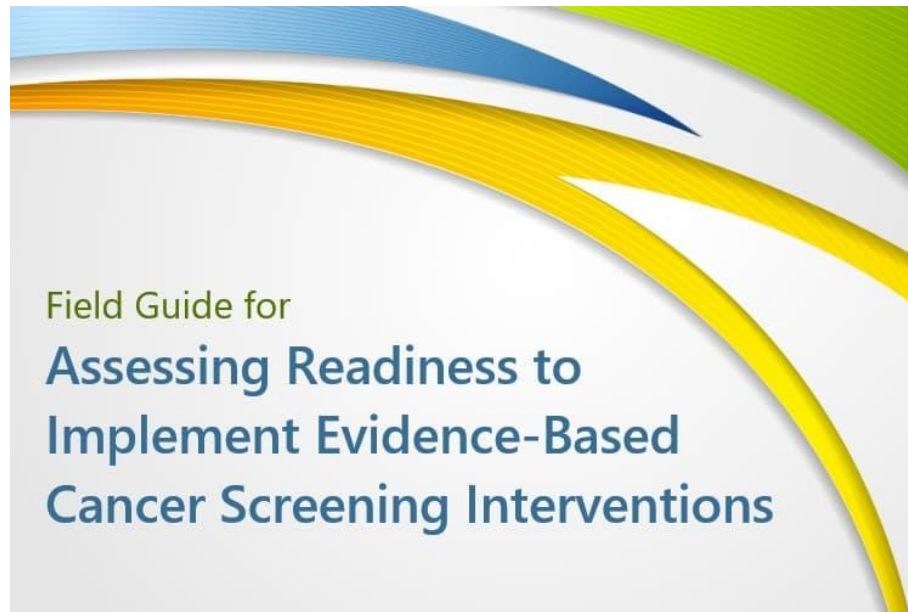 Field Guide for
Assessing Readiness to
Implement Evidence-Based
Cancer Screening Interventions